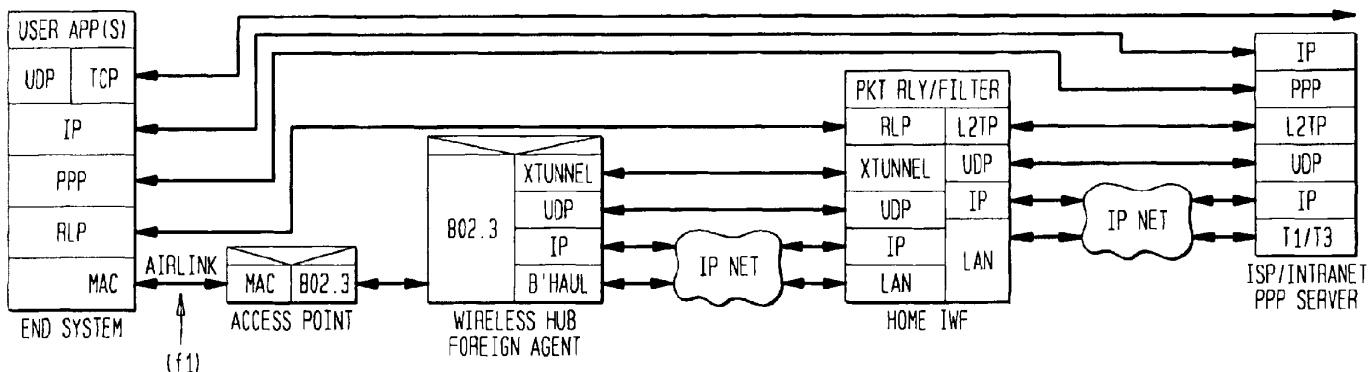 USER APP(S)
UDP TCP
IP
PPP
RLP
MAC
END SYSTEM
AIRLINK
(f1)
MAC 802.3
ACCESS POINT
802.3
XTUNNEL
UDP
IP
B'HAUL
WIRELESS HUB
FOREIGN AGENT
IP NET
PKT RLY/FILTER
RLP L2TP
XTUNNEL UDP
UDP IP
IP
LAN LAN
HOME IWF
IP NET
IP
PPP
L2TP
UDP
IP
T1/T3
ISP/INTRANET
PPP SERVER